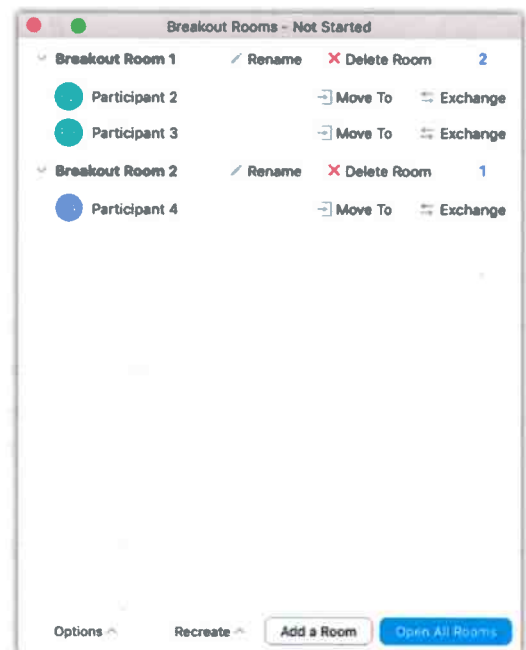 Breakout Rooms - Not Started
Breakout Room 1 Rename Delete Room 2
Participant 2 Move To Exchange
Participant 3 Move To Exchange
Breakout Room 2 Rename Delete Room 1
Participant 4 Move To Exchange
Options Recreate Add a Room Open All Rooms